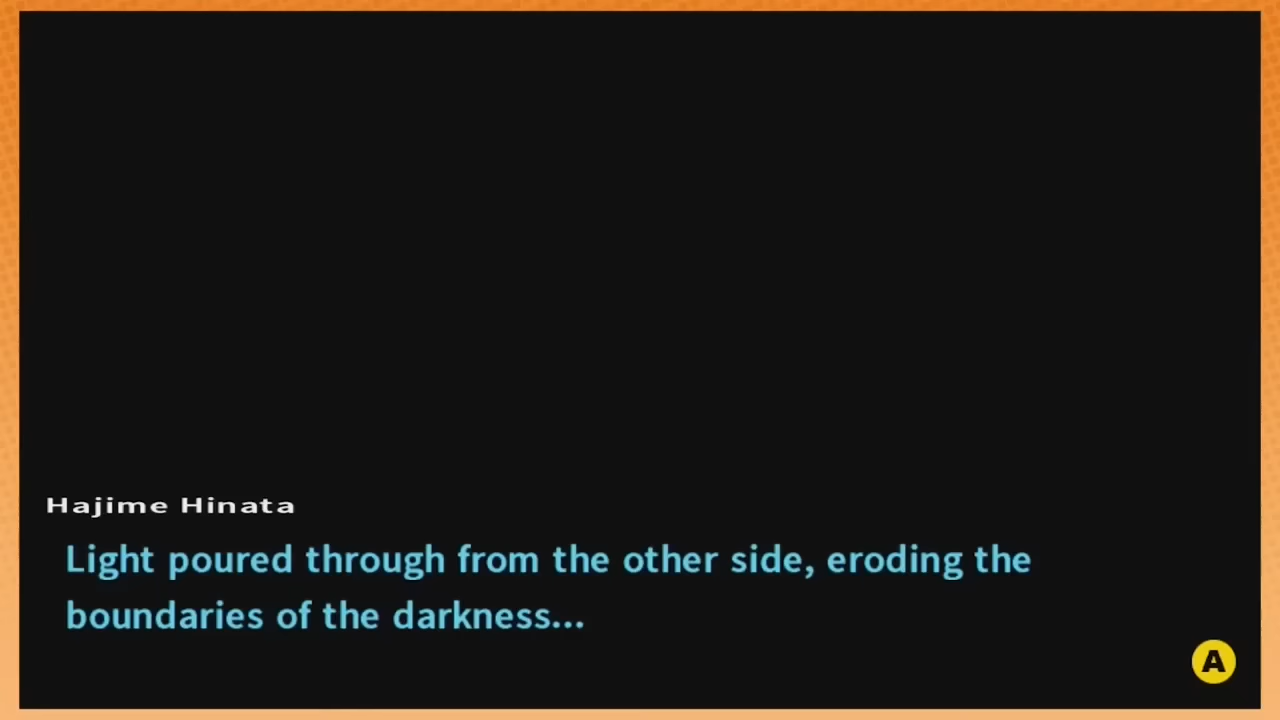 Hajime Hinata
Light poured through from the other side, eroding the
boundaries of the darkness...
A